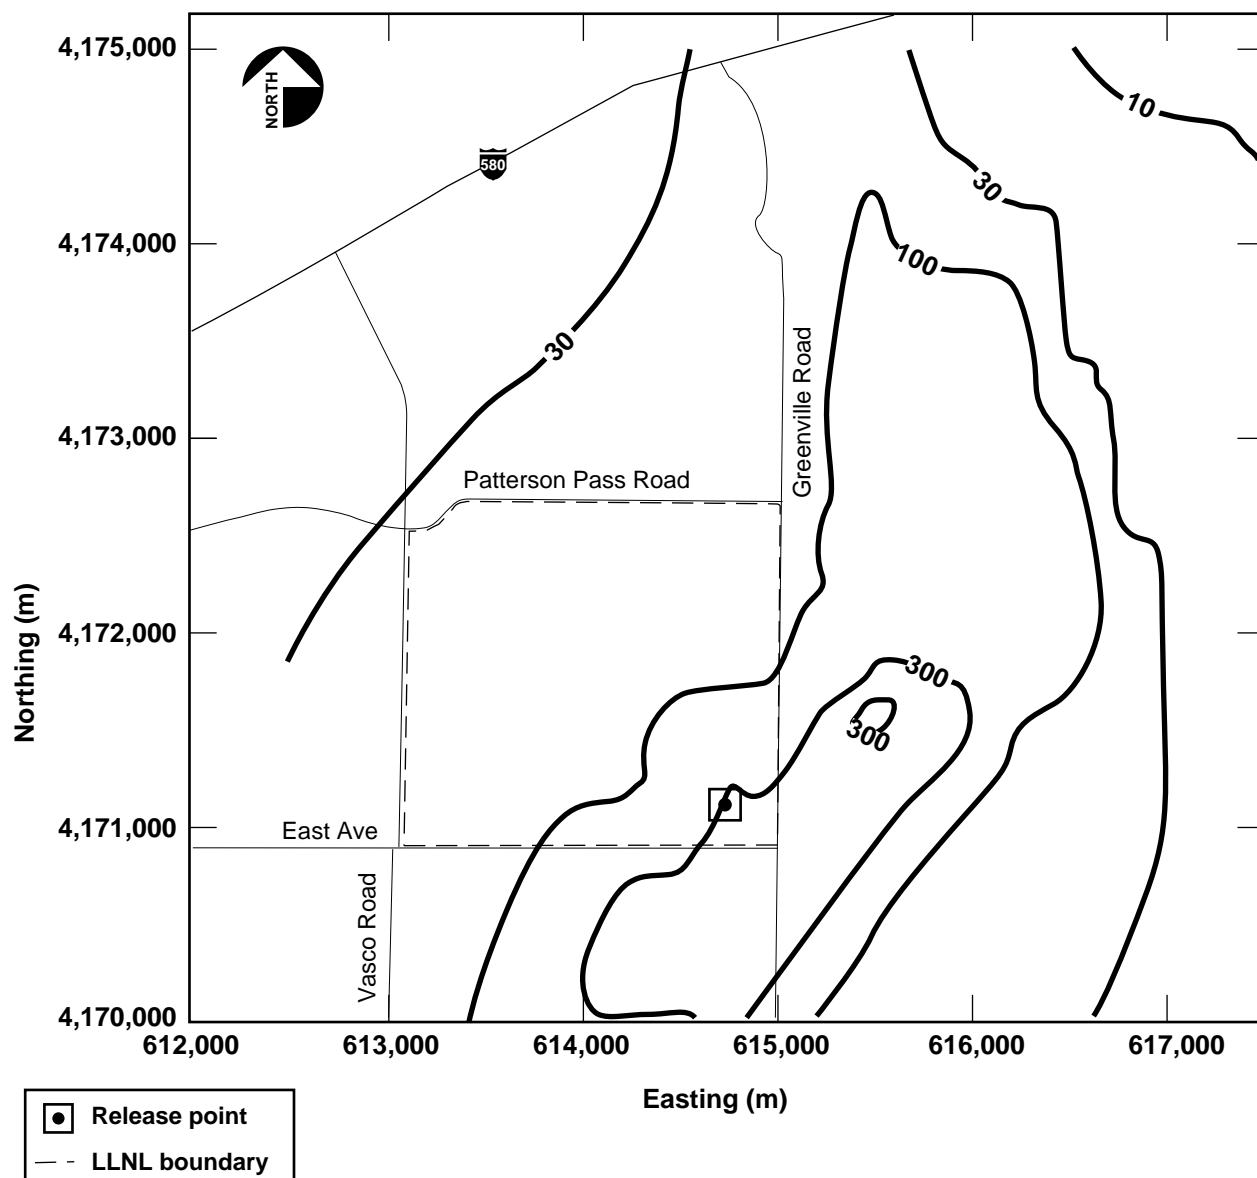 4,175,000
NORTH
10
580
30
4,174,000
100
30
Greenville Road
4,173,000
Patterson Pass Road
4,172,000
300
300
Northing (m)
4,171,000
East Ave
Vasco Road
4,170,000
612,000 613,000 614,000 615,000 616,000 617,000
Easting (m)
Release point
LLNL boundary